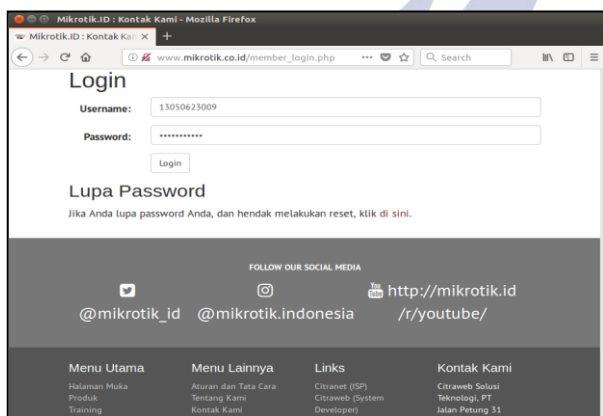 Mikrotik.ID : Kontak Kami - Mozilla Firefox
Mikrotik.ID : Kontak Kam
www.mikrotik.co.id/member_login.php
Search
Login
Username:
13050623009
Password:
•••••••••••
Login
Lupa Password
Jika Anda lupa password Anda, dan hendak melakukan reset, klik di sini.
FOLLOW OUR SOCIAL MEDIA
@mikrotik_id
@mikrotik.indonesia
You Tube http://mikrotik.id
/r/youtube/
Menu Utama
Halaman Muka
Produk
Training
Menu Lainnya
Aturan dan Tata Cara
Tentang Kami
Kontak Kami
Links
Citranet (ISP)
Citraweb (System
Developer)
Kontak Kami
Citraweb Solusi
Teknologi, PT
Jalan Petung 31